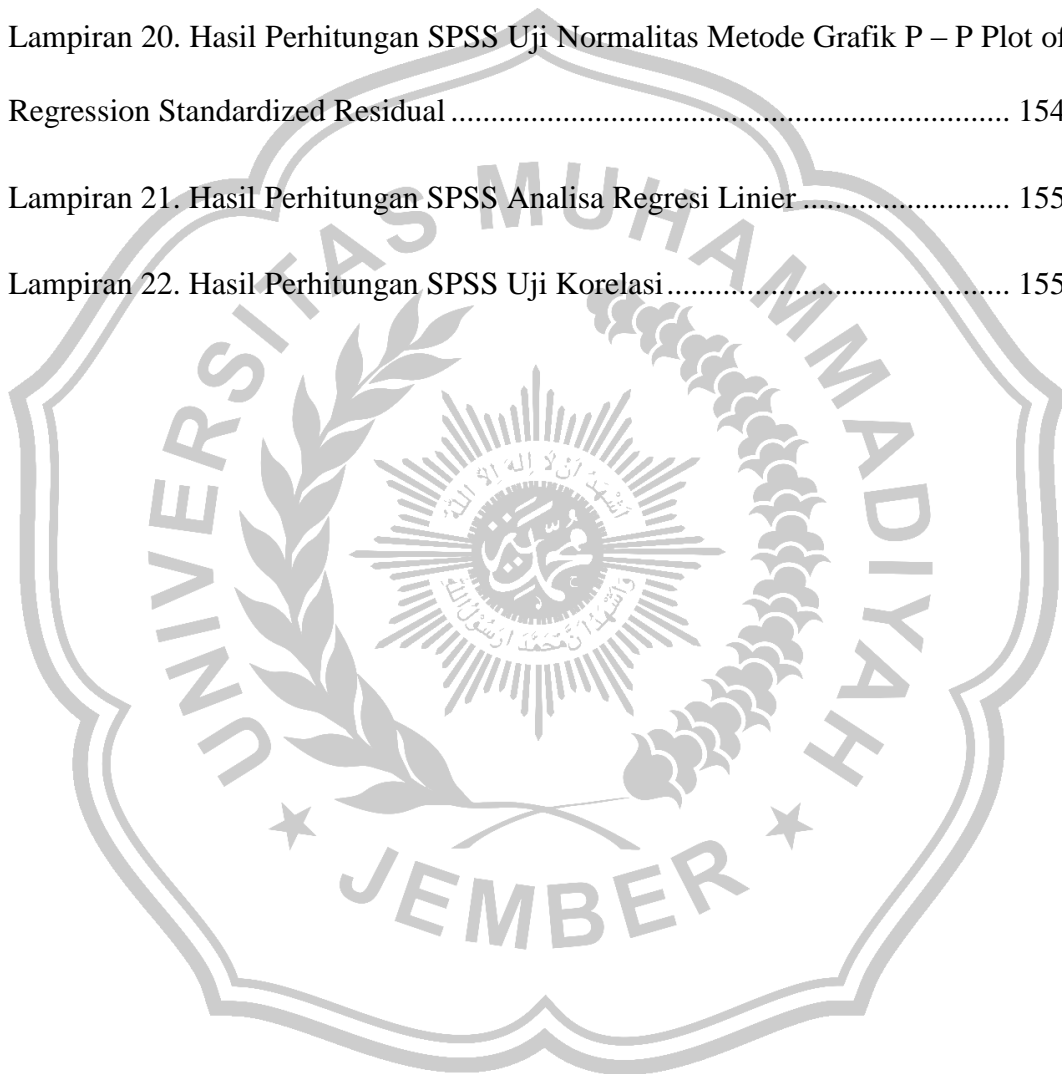 Lampiran 20. Hasil Perhitungan SPSS Uji Normalitas Metode Grafik P – P Plot of
Regression Standardized Residual ...................................................................... 154
Lampiran 21. Hasil Perhitungan SPSS Analisa Regresi Linier .......................... 155
Lampiran 22. Hasil Perhitungan SPSS Uji Korelasi........................................... 155
UNIVERSITAS MUHAMMADIYAH
JEMBER